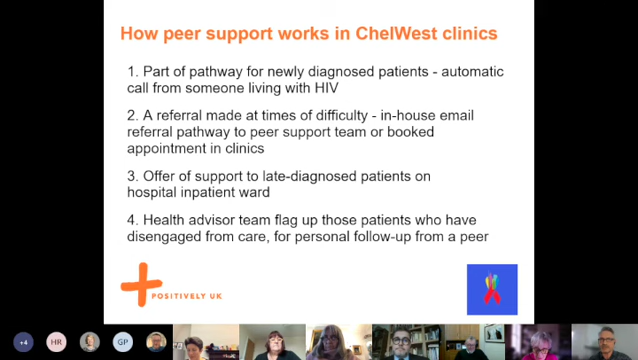 How peer support works in ChelWest clinics
1. Part of pathway for newly diagnosed patients - automatic
call from someone living with HIV
2. A referral made at times of difficulty - in-house email
referral pathway to peer support team or booked
appointment in clinics
3. Offer of support to late-diagnosed patients on
hospital inpatient ward
4. Health advisor team flag up those patients who have
disengaged from care, for personal follow-up from a peer
POSITIVELY UK
+4
HR
GP